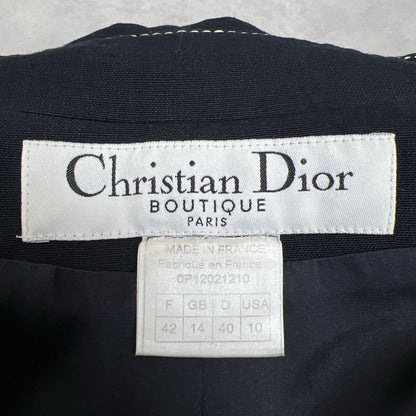 Christian Dior
BOUTIQUE
PARIS
MADE IN FRANCE
Fabriqué en France
0P12021210
F GB D USA
42 14 40 10